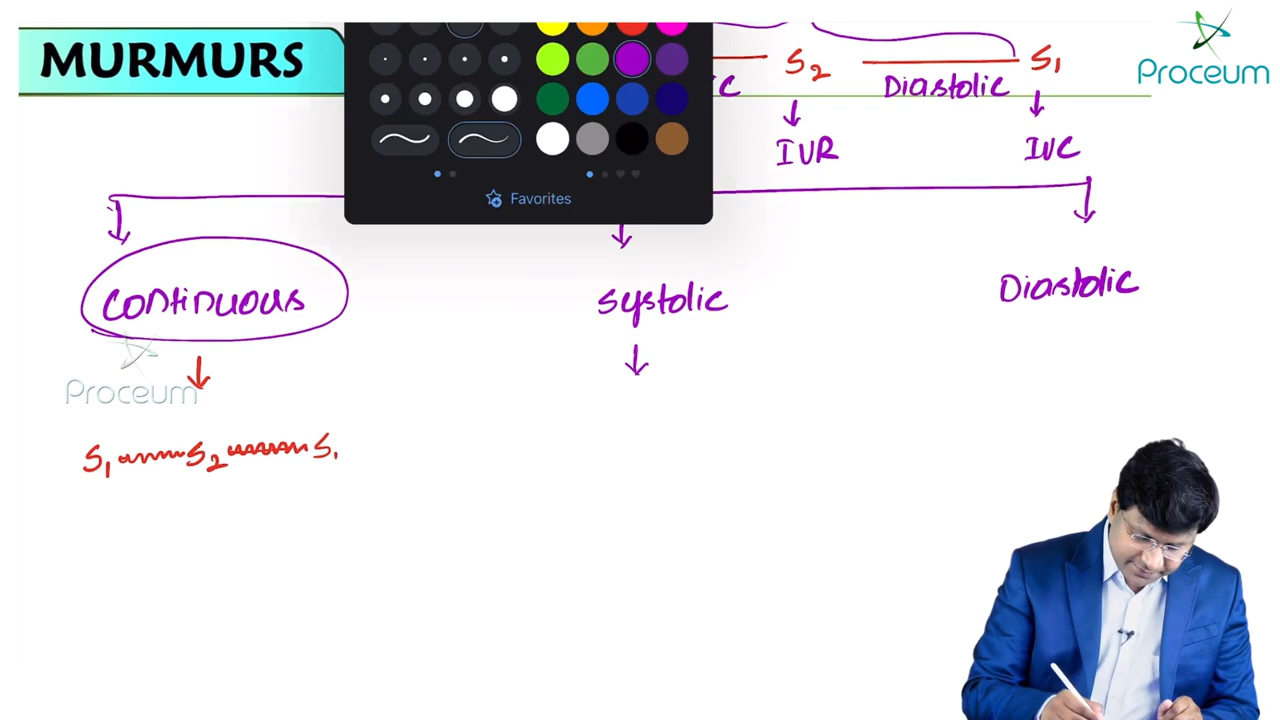 MURMURS
S2
S1
Proceum
Diastolic
IVR
IVC
Favorites
Continuous
Systolic
Diastolic
Proceum
S1 S2 S1